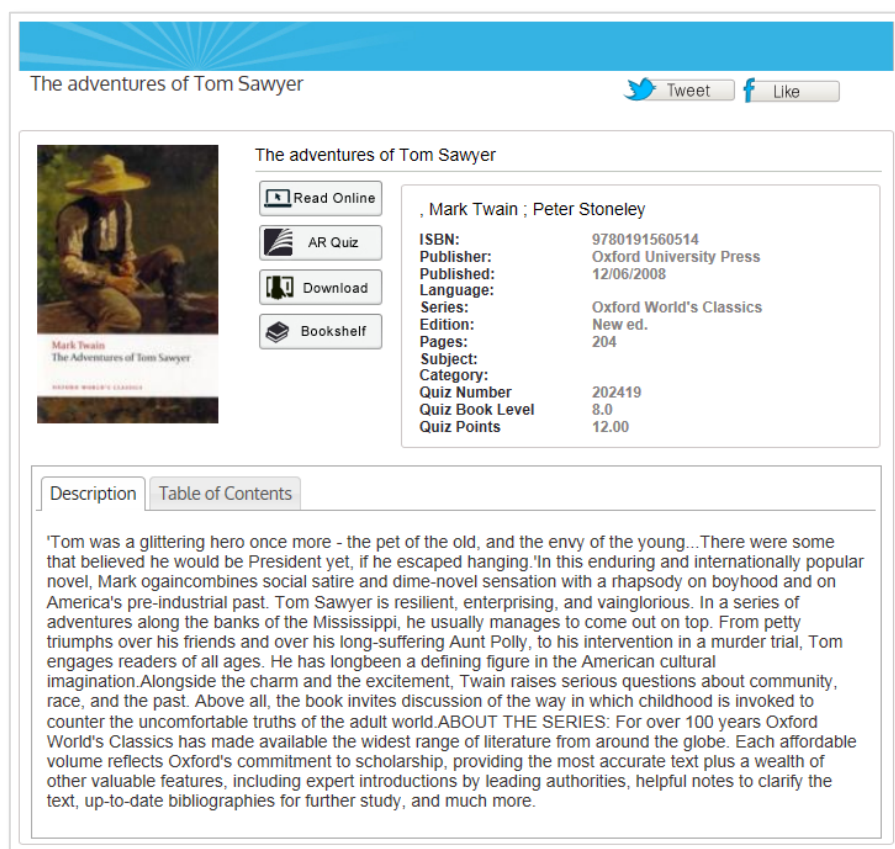 The adventures of Tom Sawyer
Tweet
Like
The adventures of Tom Sawyer
Read Online
AR Quiz
Download
Bookshelf
Mark Twain
The Adventures of Tom Sawyer
OXFORD WORLD'S CLASSICS
, Mark Twain ; Peter Stoneley
ISBN: 9780191560514
Publisher: Oxford University Press
Published: 12/06/2008
Language:
Series: Oxford World's Classics
Edition: New ed.
Pages: 204
Subject:
Category:
Quiz Number 202419
Quiz Book Level 8.0
Quiz Points 12.00
Description Table of Contents
'Tom was a glittering hero once more - the pet of the old, and the envy of the young...There were some
that believed he would be President yet, if he escaped hanging.'In this enduring and internationally popular
novel, Mark ogaincombines social satire and dime-novel sensation with a rhapsody on boyhood and on
America's pre-industrial past. Tom Sawyer is resilient, enterprising, and vainglorious. In a series of
adventures along the banks of the Mississippi, he usually manages to come out on top. From petty
triumphs over his friends and over his long-suffering Aunt Polly, to his intervention in a murder trial, Tom
engages readers of all ages. He has longbeen a defining figure in the American cultural
imagination.Alongside the charm and the excitement, Twain raises serious questions about community,
race, and the past. Above all, the book invites discussion of the way in which childhood is invoked to
counter the uncomfortable truths of the adult world.ABOUT THE SERIES: For over 100 years Oxford
World's Classics has made available the widest range of literature from around the globe. Each affordable
volume reflects Oxford's commitment to scholarship, providing the most accurate text plus a wealth of
other valuable features, including expert introductions by leading authorities, helpful notes to clarify the
text, up-to-date bibliographies for further study, and much more.